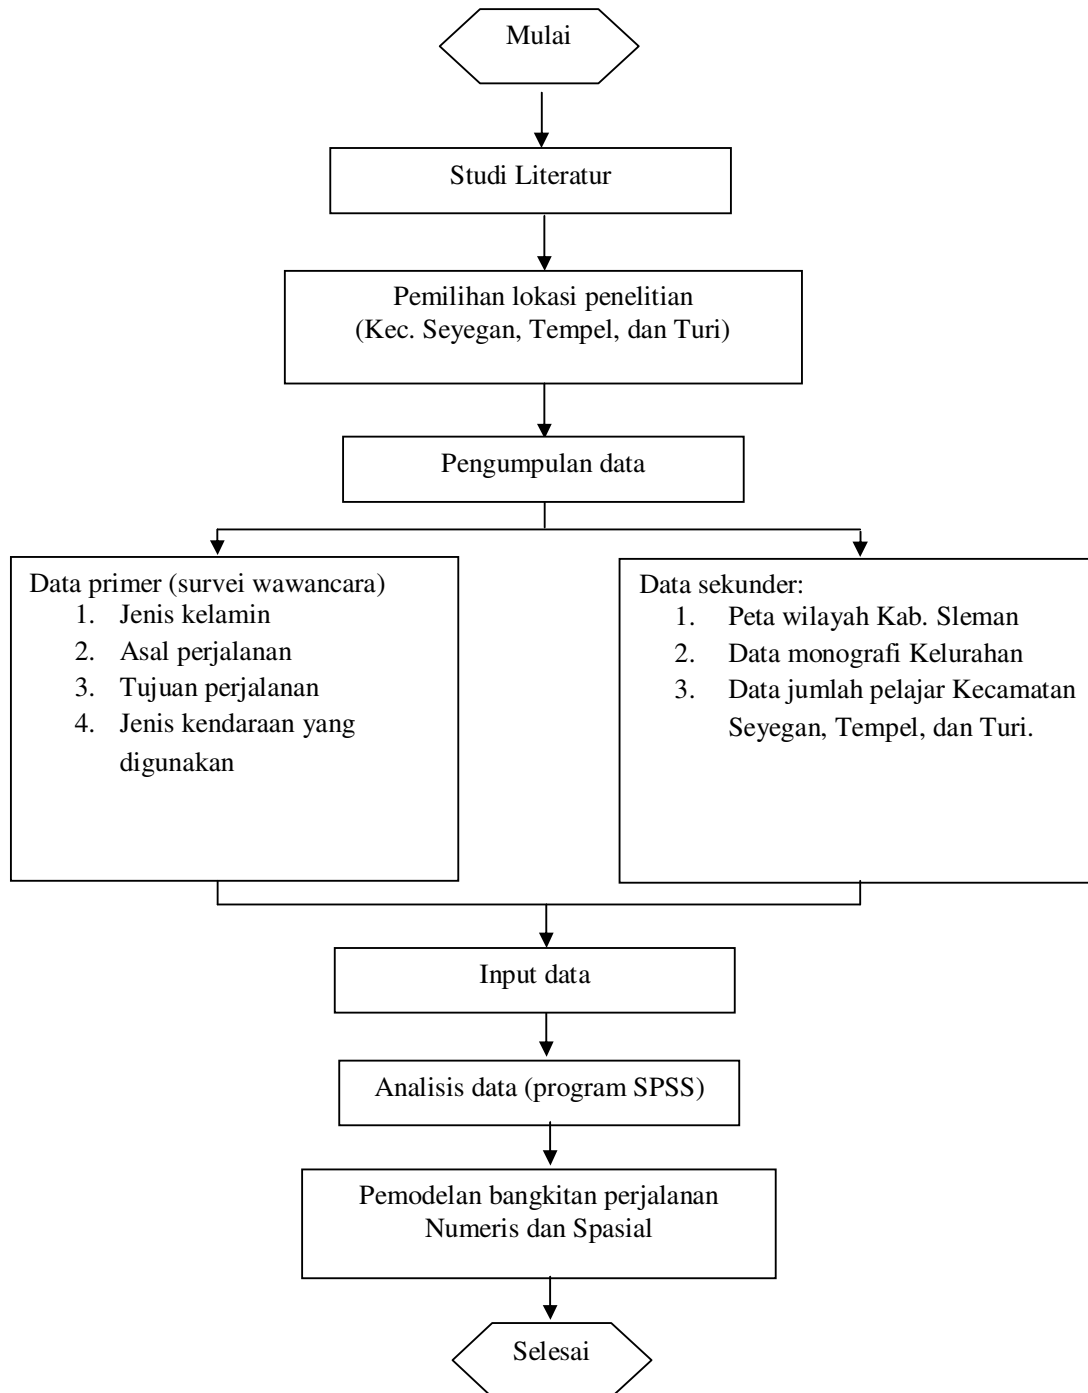 Mulai
Studi Literatur
Pemilihan lokasi penelitian
(Kec. Seyegan, Tempel, dan Turi)
Pengumpulan data
Data primer (survei wawancara)
1. Jenis kelamin
2. Asal perjalanan
3. Tujuan perjalanan
4. Jenis kendaraan yang
digunakan
Data sekunder:
1. Peta wilayah Kab. Sleman
2. Data monografi Kelurahan
3. Data jumlah pelajar Kecamatan
Seyegan, Tempel, dan Turi.
Input data
Analisis data (program SPSS)
Pemodelan bangkitan perjalanan
Numeris dan Spasial
Selesai